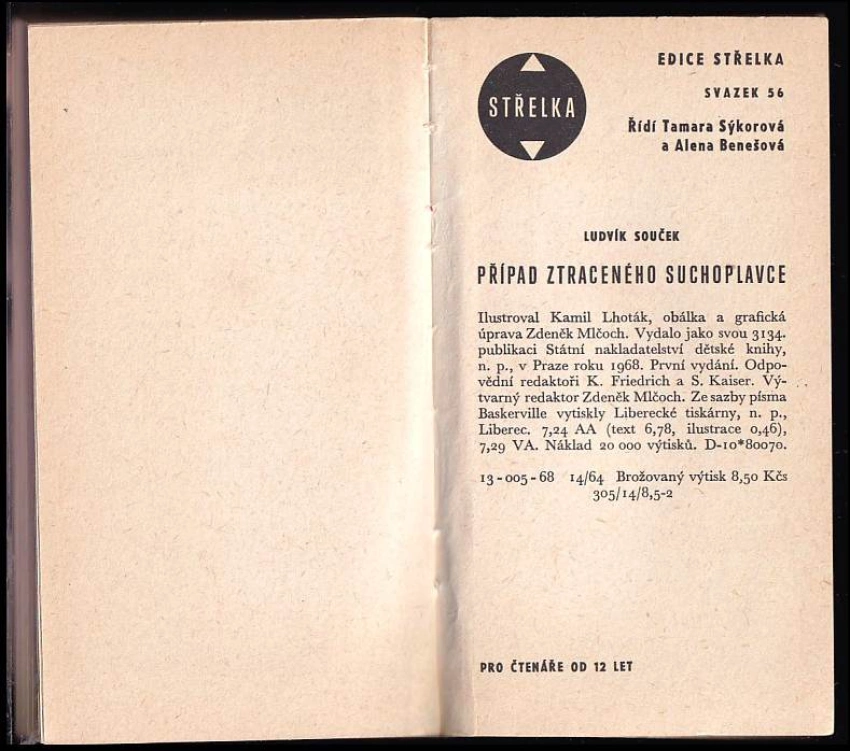 STŘELKA
EDICE STŘELKA
SVAZEK 56
Řídí Tamara Sýkorová
a Alena Benešová
LUDVÍK SOUČEK
PŘÍPAD ZTRACENÉHO SUCHOPLAVCE
Ilustroval Kamil Lhoták, obálka a grafická
úprava Zdeněk Mlčoch. Vydalo jako svou 3134.
publikaci Státní nakladatelství dětské knihy,
n. p., v Praze roku 1968. První vydání. Odpo-
vědní redaktoři K. Friedrich a S. Kaiser. Vý-
tvarný redaktor Zdeněk Mlčoch. Ze sazby písma
Baskerville vytiskly Liberecké tiskárny, n. p.,
Liberec. 7,24 AA (text 6,78, ilustrace 0,46),
7,29 VA. Náklad 20 000 výtisků. D-10*80070.
13-005-68 14/64 Brožovaný výtisk 8,50 Kčs
305/14/8,5-2
PRO ČTENÁŘE OD 12 LET